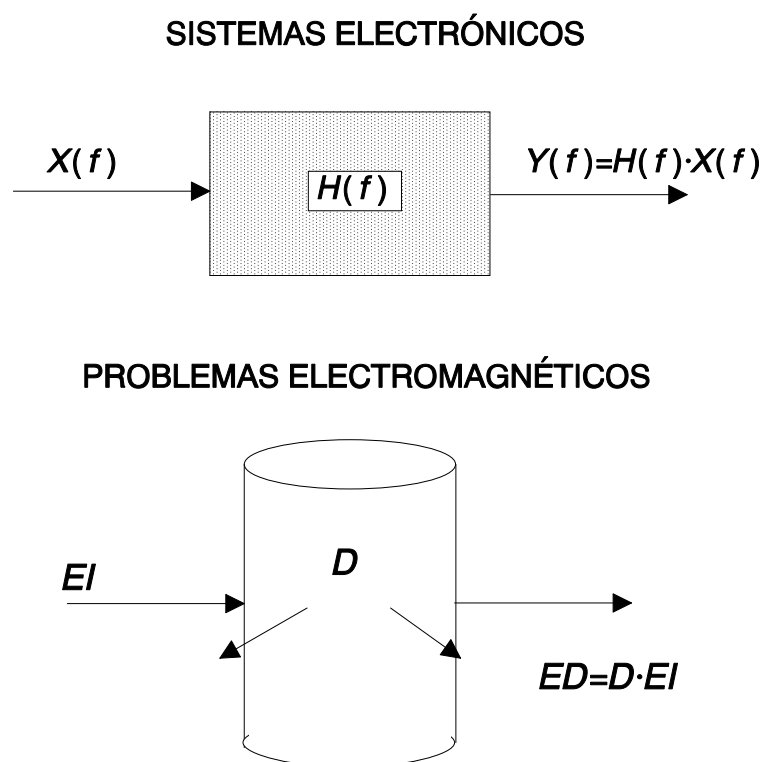 SISTEMAS ELECTRÓNICOS
X(f)
H(f)
Y(f)=H(f)·X(f)
PROBLEMAS ELECTROMAGNÉTICOS
EI
D
ED=D·EI